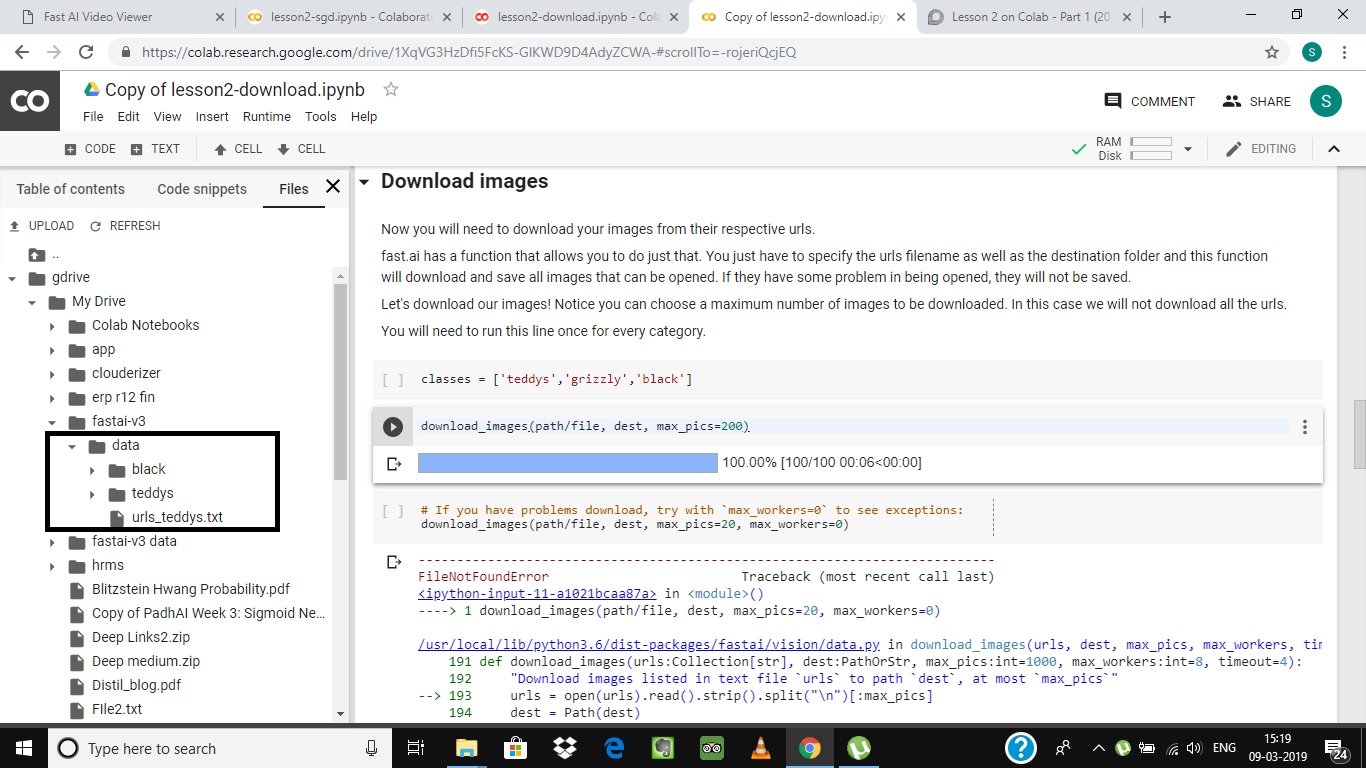 Fast AI Video Viewer
lesson2-sgd.ipynb - Colaborato
lesson2-download.ipynb - Cola
Copy of lesson2-download.ipy
Lesson 2 on Colab - Part 1 (20
https://colab.research.google.com/drive/1XqVG3HzDfi5FcKS-GlKWD9D4AdyZCWA-#scrollTo=-rojeriQcjEQ
S
CO
Copy of lesson2-download.ipynb
COMMENT
SHARE
S
File Edit View Insert Runtime Tools Help
CODE TEXT CELL CELL
RAM
Disk
EDITING
Table of contents Code snippets Files
UPLOAD REFRESH
..
gdrive
My Drive
Colab Notebooks
app
clouderizer
erp r12 fin
fastai-v3
data
black
teddys
urls_teddys.txt
fastai-v3 data
hrms
Blitzstein Hwang Probability.pdf
Copy of PadhAI Week 3: Sigmoid Ne...
Deep Links2.zip
Deep medium.zip
Distil_blog.pdf
FIle2.txt
Download images
Now you will need to download your images from their respective urls.
fast.ai has a function that allows you to do just that. You just have to specify the urls filename as well as the destination folder and this function
will download and save all images that can be opened. If they have some problem in being opened, they will not be saved.
Let's download our images! Notice you can choose a maximum number of images to be downloaded. In this case we will not download all the urls.
You will need to run this line once for every category.
[ ] classes = ['teddys','grizzly','black']
download_images(path/file, dest, max_pics=200)
100.00% [100/100 00:06<00:00]
[ ] # If you have problems download, try with `max_workers=0` to see exceptions:
download_images(path/file, dest, max_pics=20, max_workers=0)
---------------------------------------------------------------------------
FileNotFoundError Traceback (most recent call last)
<ipython-input-11-a1021bcaa87a> in <module>()
----> 1 download_images(path/file, dest, max_pics=20, max_workers=0)
/usr/local/lib/python3.6/dist-packages/fastai/vision/data.py in download_images(urls, dest, max_pics, max_workers, tim
191 def download_images(urls:Collection[str], dest:PathOrStr, max_pics:int=1000, max_workers:int=8, timeout=4):
192 "Download images listed in text file `urls` to path `dest`, at most `max_pics`"
--> 193 urls = open(urls).read().strip().split("\n")[:max_pics]
194 dest = Path(dest)
Type here to search
ENG
15:19
09-03-2019
24